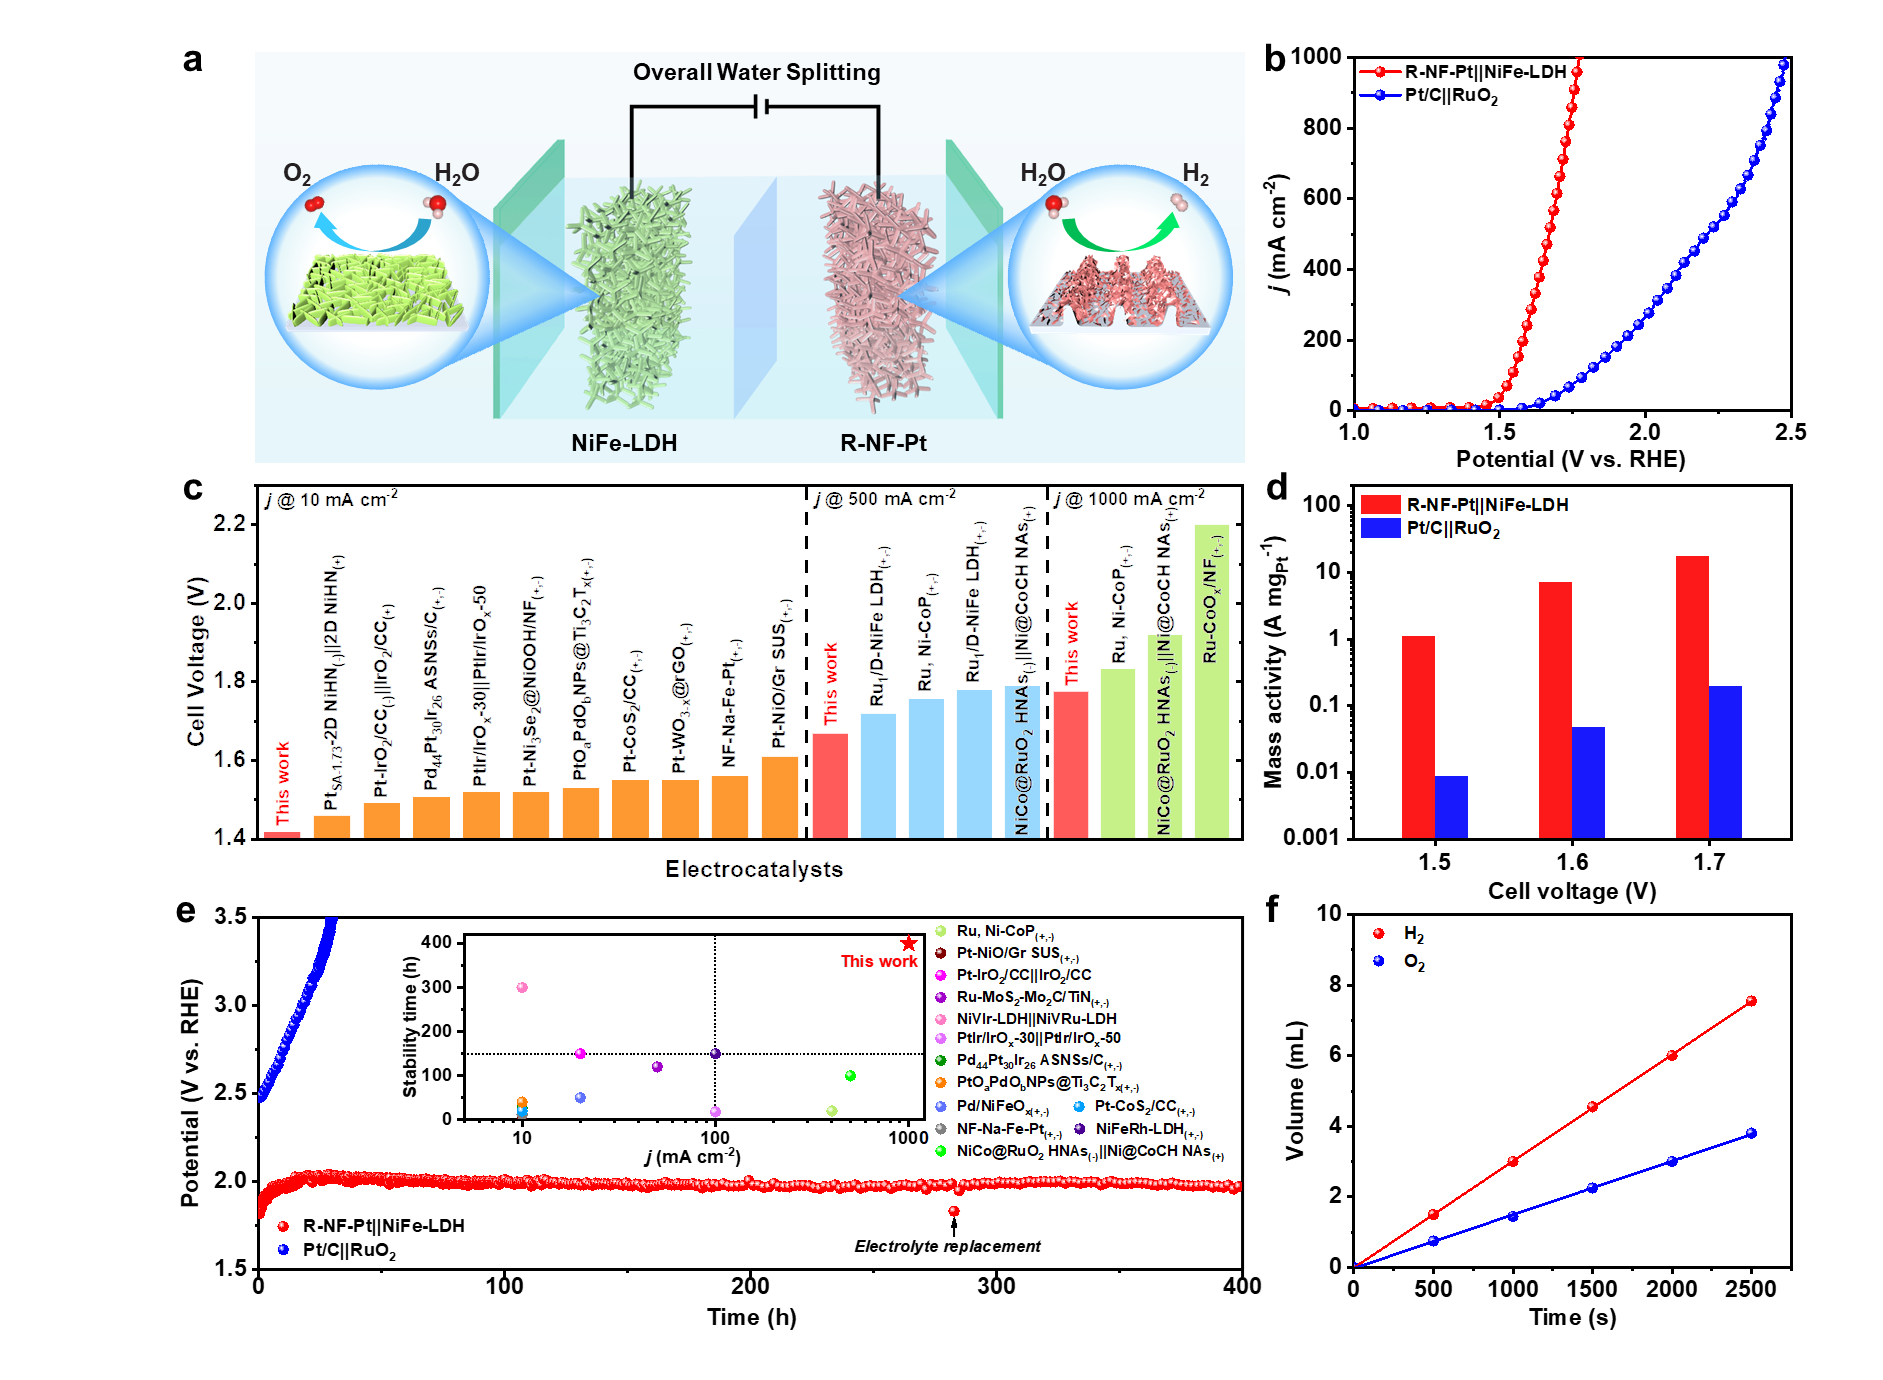 a
Overall Water Splitting
O2
H2O
H2O
H2
NiFe-LDH
R-NF-Pt
b
1000
800
600
400
200
0
j (mA cm-2)
R-NF-Pt||NiFe-LDH
Pt/C||RuO2
1.0
1.5
2.0
2.5
Potential (V vs. RHE)
c
2.2
2.0
1.8
1.6
1.4
Cell Voltage (V)
j @ 10 mA cm-2
j @ 500 mA cm-2
j @ 1000 mA cm-2
This work
PtSA-1.73-2D NiHN(-)||2D NiHN(+)
Pt-IrO2/CC(-)||IrO2/CC(+)
Pd44Pt30Ir26 ASNSs/C(+,-)
PtIr/IrOx-30||PtIr/IrOx-50
Pt-Ni3Se2@NiOOH/NF(+,-)
PtOaPdObNPs@Ti3C2Tx(+,-)
Pt-CoS2/CC(+,-)
Pt-WO3-x@rGO(+,-)
NF-Na-Fe-Pt(+,-)
Pt-NiO/Gr SUS(+,-)
This work
Ru1/D-NiFe LDH(+,-)
Ru, Ni-CoP(+,-)
Ru1/D-NiFe LDH(+,-)
NiCo@RuO2 HNAs(-)||Ni@CoCH NAs(+)
This work
Ru, Ni-CoP(+,-)
NiCo@RuO2 HNAs(-)||Ni@CoCH NAs(+)
Ru-CoOx/NF(+,-)
Electrocatalysts
d
100
10
1
0.1
0.01
0.001
Mass activity (A mgPt-1)
R-NF-Pt||NiFe-LDH
Pt/C||RuO2
1.5
1.6
1.7
Cell voltage (V)
e
3.5
3.0
2.5
2.0
1.5
Potential (V vs. RHE)
400
300
200
100
0
Stability time (h)
This work
10
100
1000
j (mA cm-2)
Ru, Ni-CoP(+,-)
Pt-NiO/Gr SUS(+,-)
Pt-IrO2/CC||IrO2/CC
Ru-MoS2-Mo2C/TiN(+,-)
NiVIr-LDH||NiVRu-LDH
PtIr/IrOx-30||PtIr/IrOx-50
Pd44Pt30Ir26 ASNSs/C(+,-)
PtOaPdObNPs@Ti3C2Tx(+,-)
Pd/NiFeOx(+,-)
Pt-CoS2/CC(+,-)
NF-Na-Fe-Pt(+,-)
NiFeRh-LDH(+,-)
NiCo@RuO2 HNAs(-)||Ni@CoCH NAs(+)
R-NF-Pt||NiFe-LDH
Pt/C||RuO2
Electrolyte replacement
0
100
200
300
400
Time (h)
f
10
8
6
4
2
0
Volume (mL)
H2
O2
0
500
1000
1500
2000
2500
Time (s)